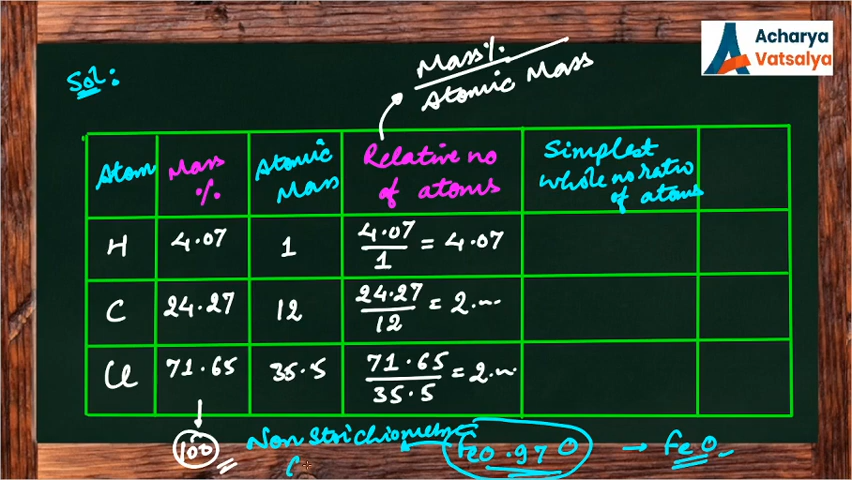 Acharya
Vatsalya
Sol:
Mass%
Atomic Mass
Atom
Mass %
Atomic Mass
Relative no of atoms
Simplest whole no ratio of atoms
H
4.07
1
4.07
1
= 4.07
C
24.27
12
24.27
12
= 2.~
Cl
71.65
35.5
71.65
35.5
= 2.~
100
Non Strichiometric
Fe0.97 O → FeO
(